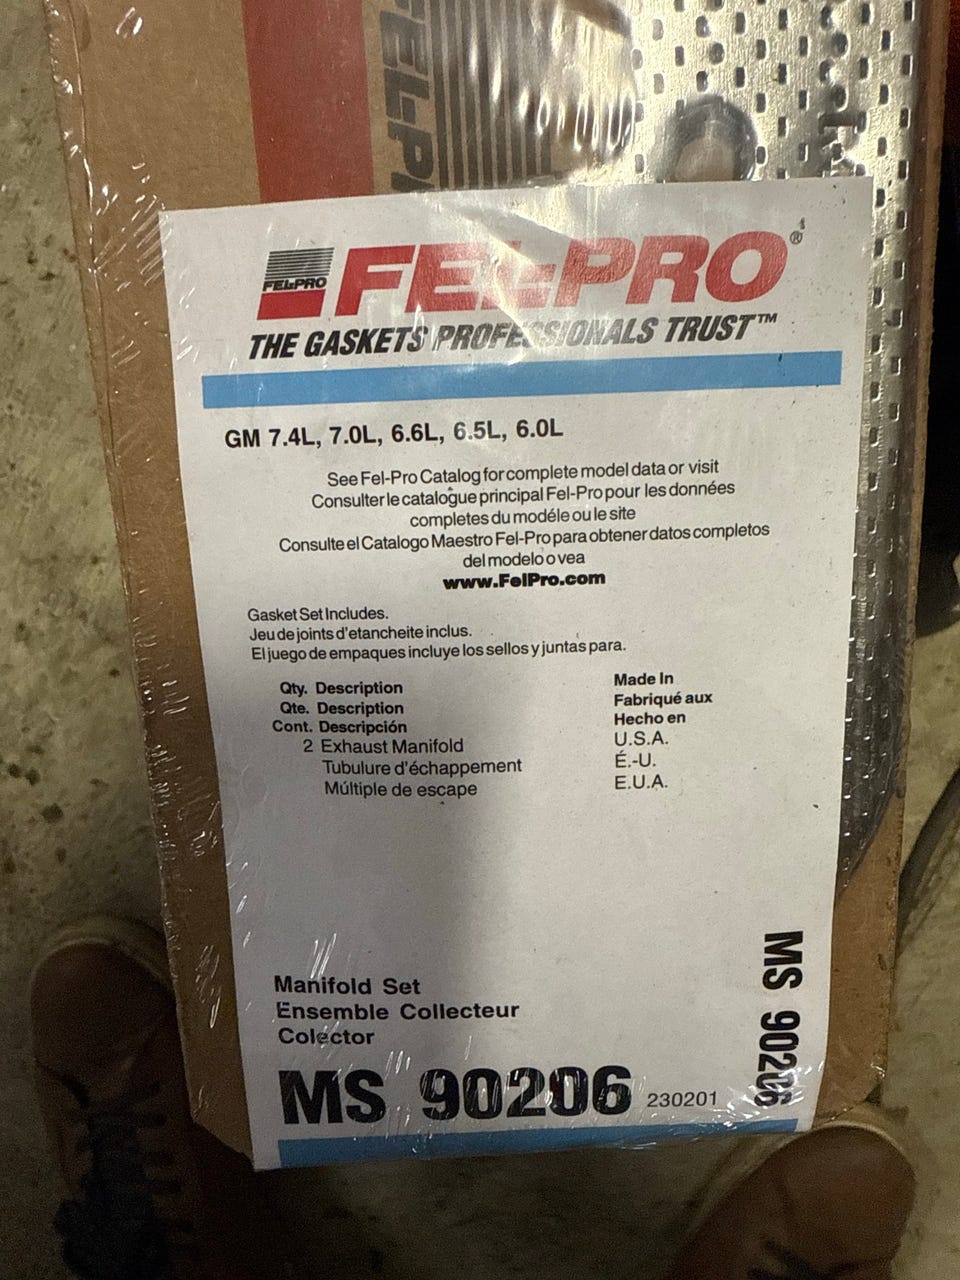 FEL-PRO
FELPRO
FEL-PRO®
THE GASKETS PROFESSIONALS TRUST™
GM 7.4L, 7.0L, 6.6L, 6.5L, 6.0L
See Fel-Pro Catalog for complete model data or visit
Consulter le catalogue principal Fel-Pro pour les données
completes du modéle ou le site
Consulte el Catalogo Maestro Fel-Pro para obtener datos completos
del modelo o vea
www.FelPro.com
Gasket Set Includes.
Jeu de joints d'etancheite inclus.
El juego de empaques incluye los sellos y juntas para.
Qty. Description Made In
Qte. Description Fabriqué aux
Cont. Descripción Hecho en
2 Exhaust Manifold U.S.A.
Tubulure d'échappement É.-U.
Múltiple de escape E.U.A.
Manifold Set
Ensemble Collecteur
Colector
MS 90206 230201
MS 90206